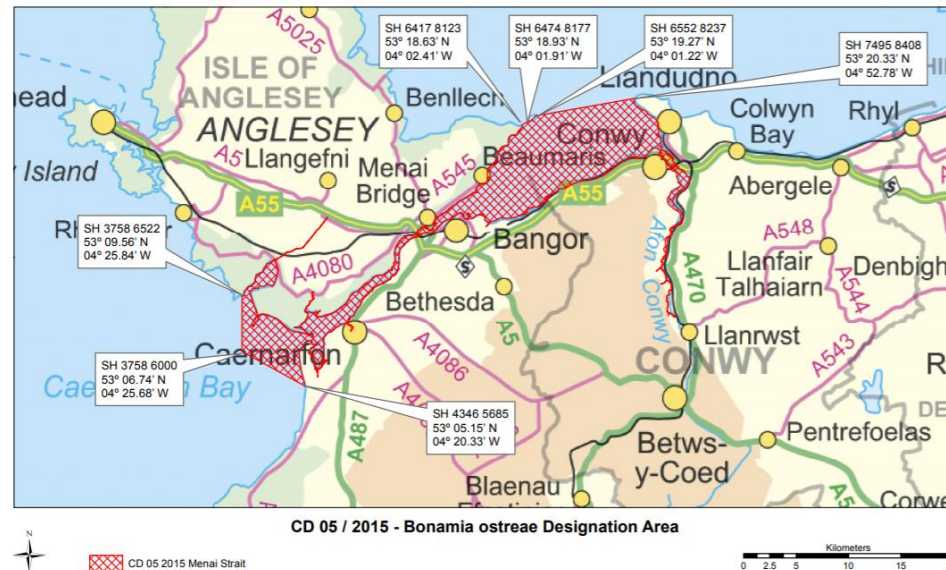 SH 6417 8123
53° 18.63' N
04° 02.41' W
SH 6474 8177
53° 18.93' N
04° 01.91' W
SH 6552 8237
53° 19.27' N
04° 01.22' W
SH 7495 8408
53° 20.33' N
04° 52.78' W
A5025
ISLE OF
ANGLESEY
ANGLESEY
Benllech
Llandudno
Colwyn
Bay
Rhyl
head
Island
A5
Llangefni
Menai
Bridge
A545
Beaumaris
Conwy
A55
A55
Abergele
S
Bangor
SH 3758 6522
53° 09.56' N
04° 25.84' W
A4080
S
Bethesda
A5
Afon Conwy
A470
A548
Llanfair
Talhaiarn
A544
Denbigh
Llanrwst
CONWY
A543
Caernarfon
A4086
SH 3758 6000
53° 06.74' N
04° 25.68' W
Bay
SH 4346 5685
53° 05.15' N
04° 20.33' W
A487
Betws-
y-Coed
Pentrefoelas
A5
Blaenau
CD 05 / 2015 - Bonamia ostreae Designation Area
N
CD 05 2015 Menai Strait
Kilometers
0 2.5 5 10 15